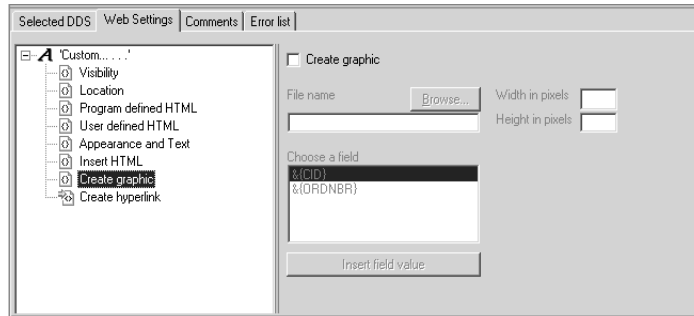 Selected DDS Web Settings Comments Error list
A 'Custom... . . .'
Visibility
Location
Program defined HTML
User defined HTML
Appearance and Text
Insert HTML
Create graphic
Create hyperlink
Create graphic
File name Browse... Width in pixels
Height in pixels
Choose a field
&{CID}
&{ORDNBR}
Insert field value